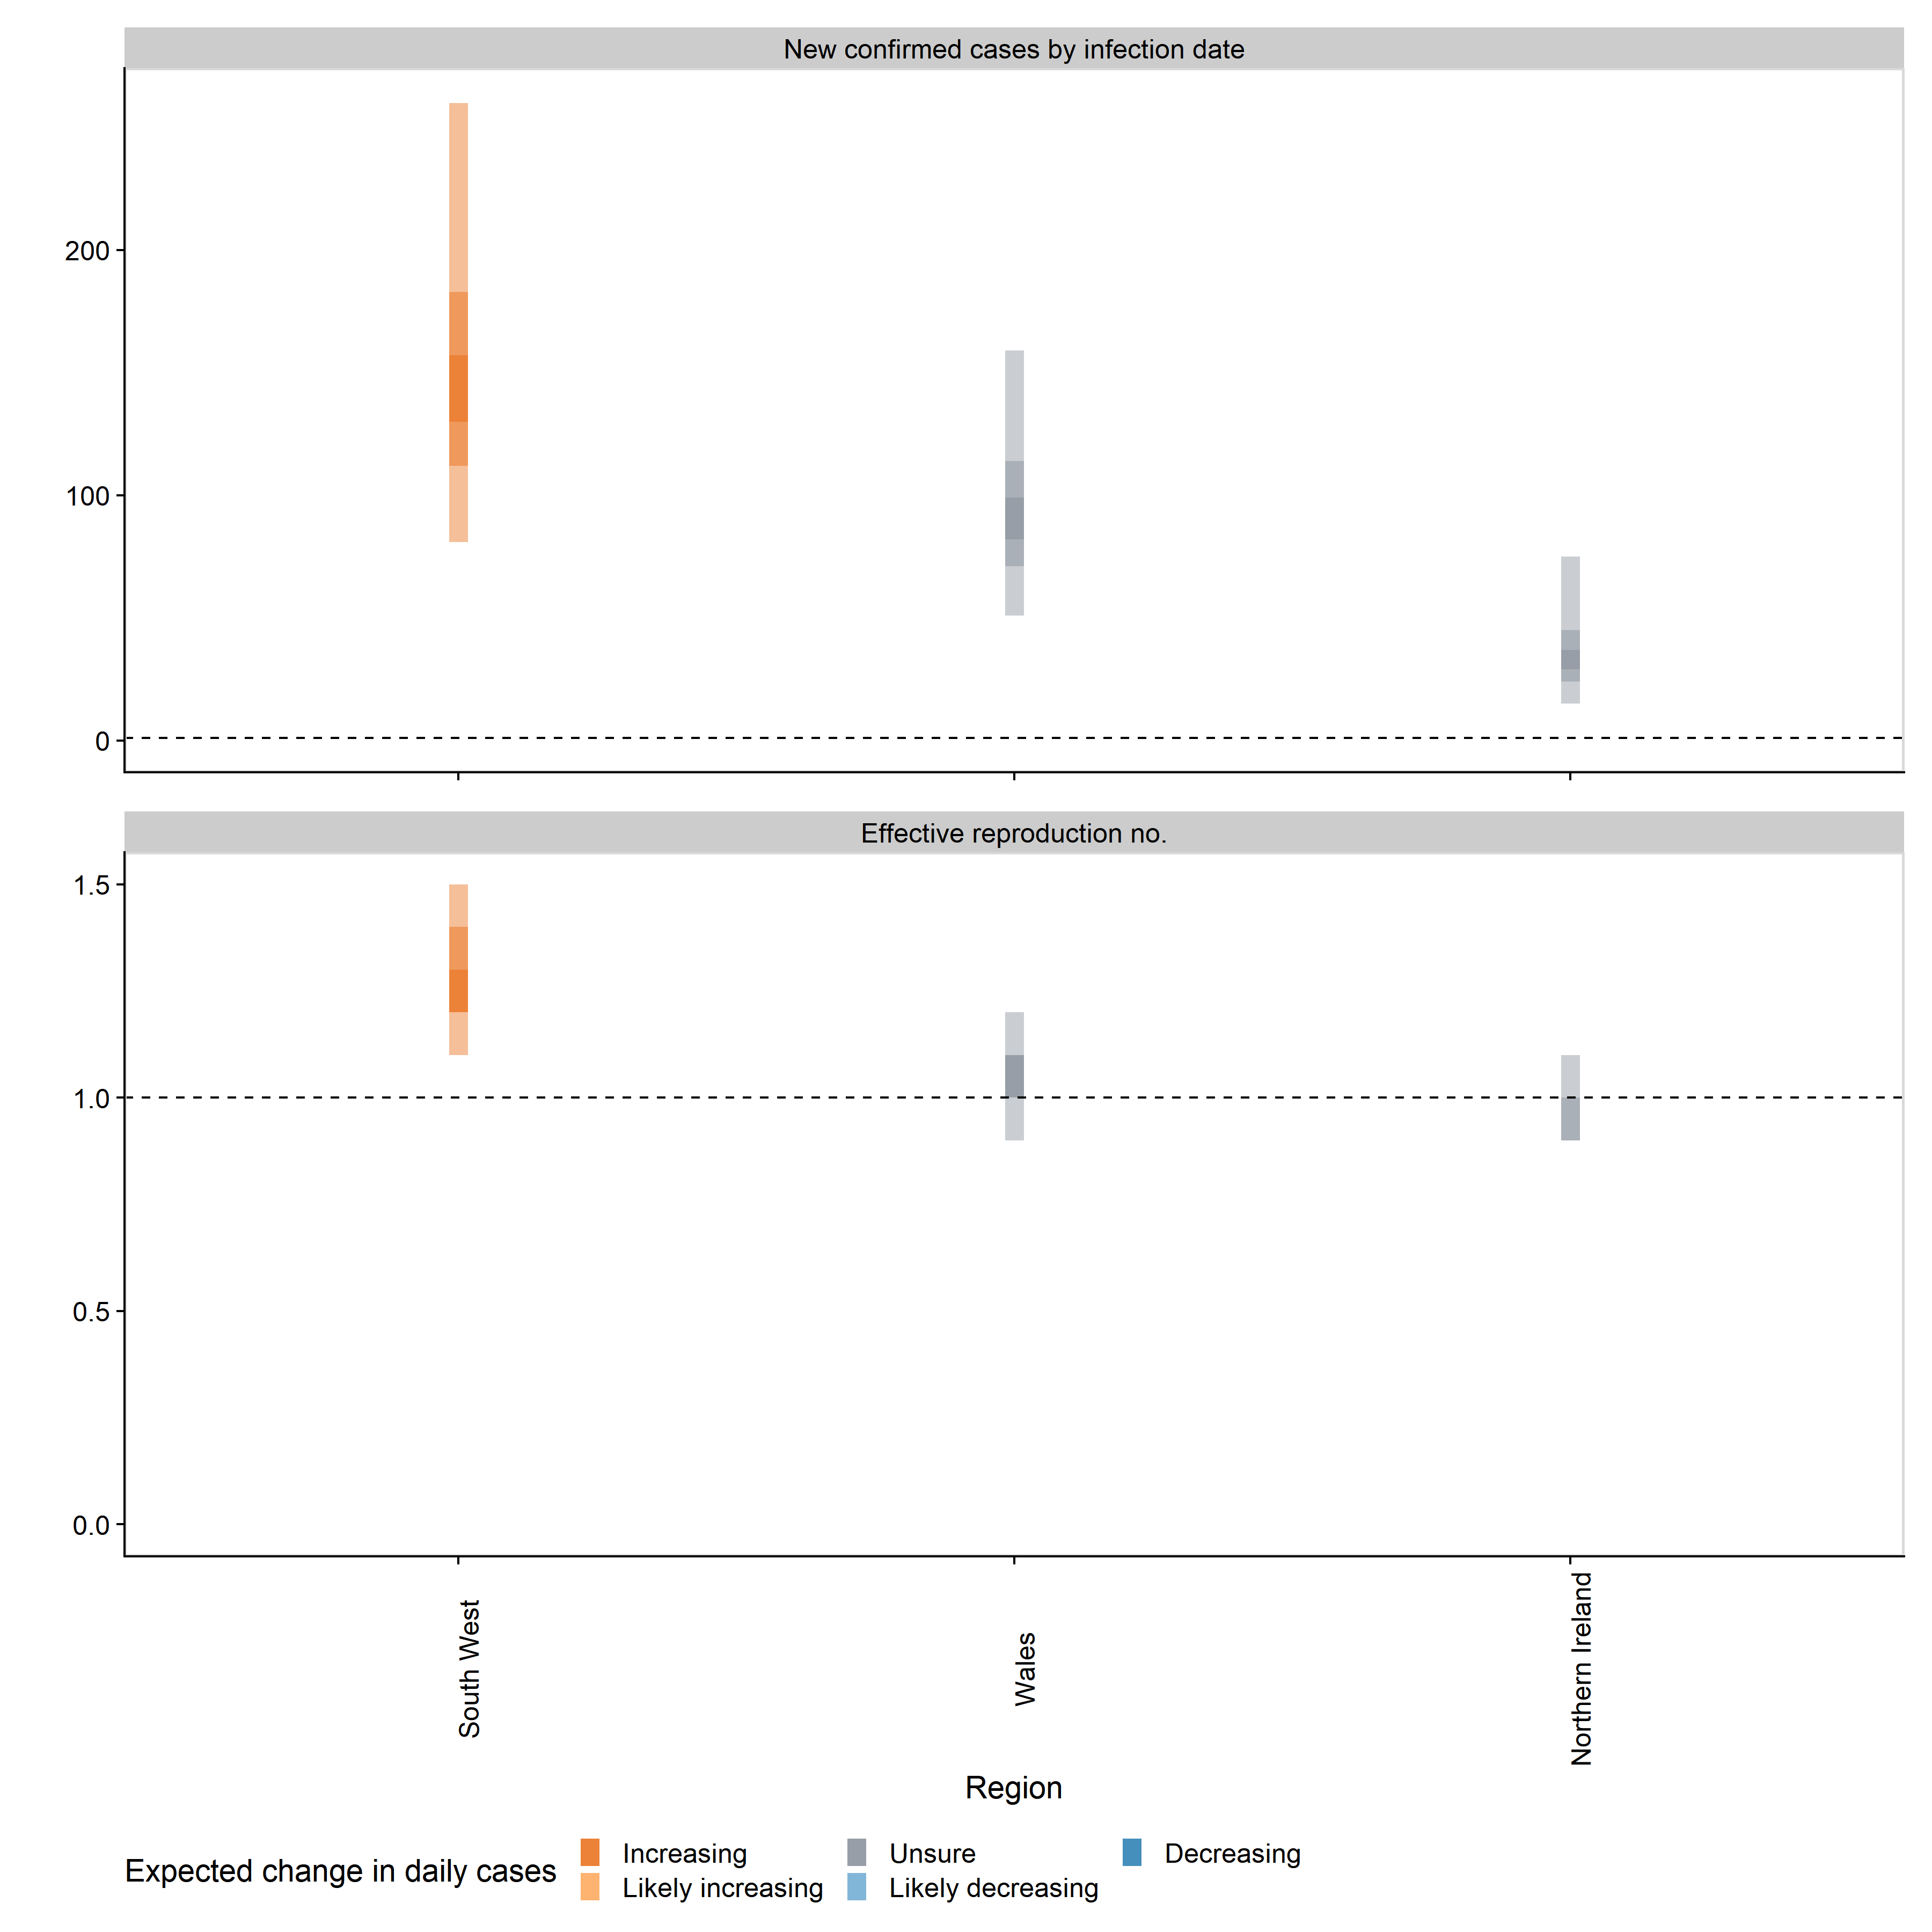 New confirmed cases by infection date
200
100
0
Effective reproduction no.
1.5
1.0
0.5
0.0
South West
Wales
Northern Ireland
Region
Expected change in daily cases
Increasing
Unsure
Decreasing
Likely increasing
Likely decreasing